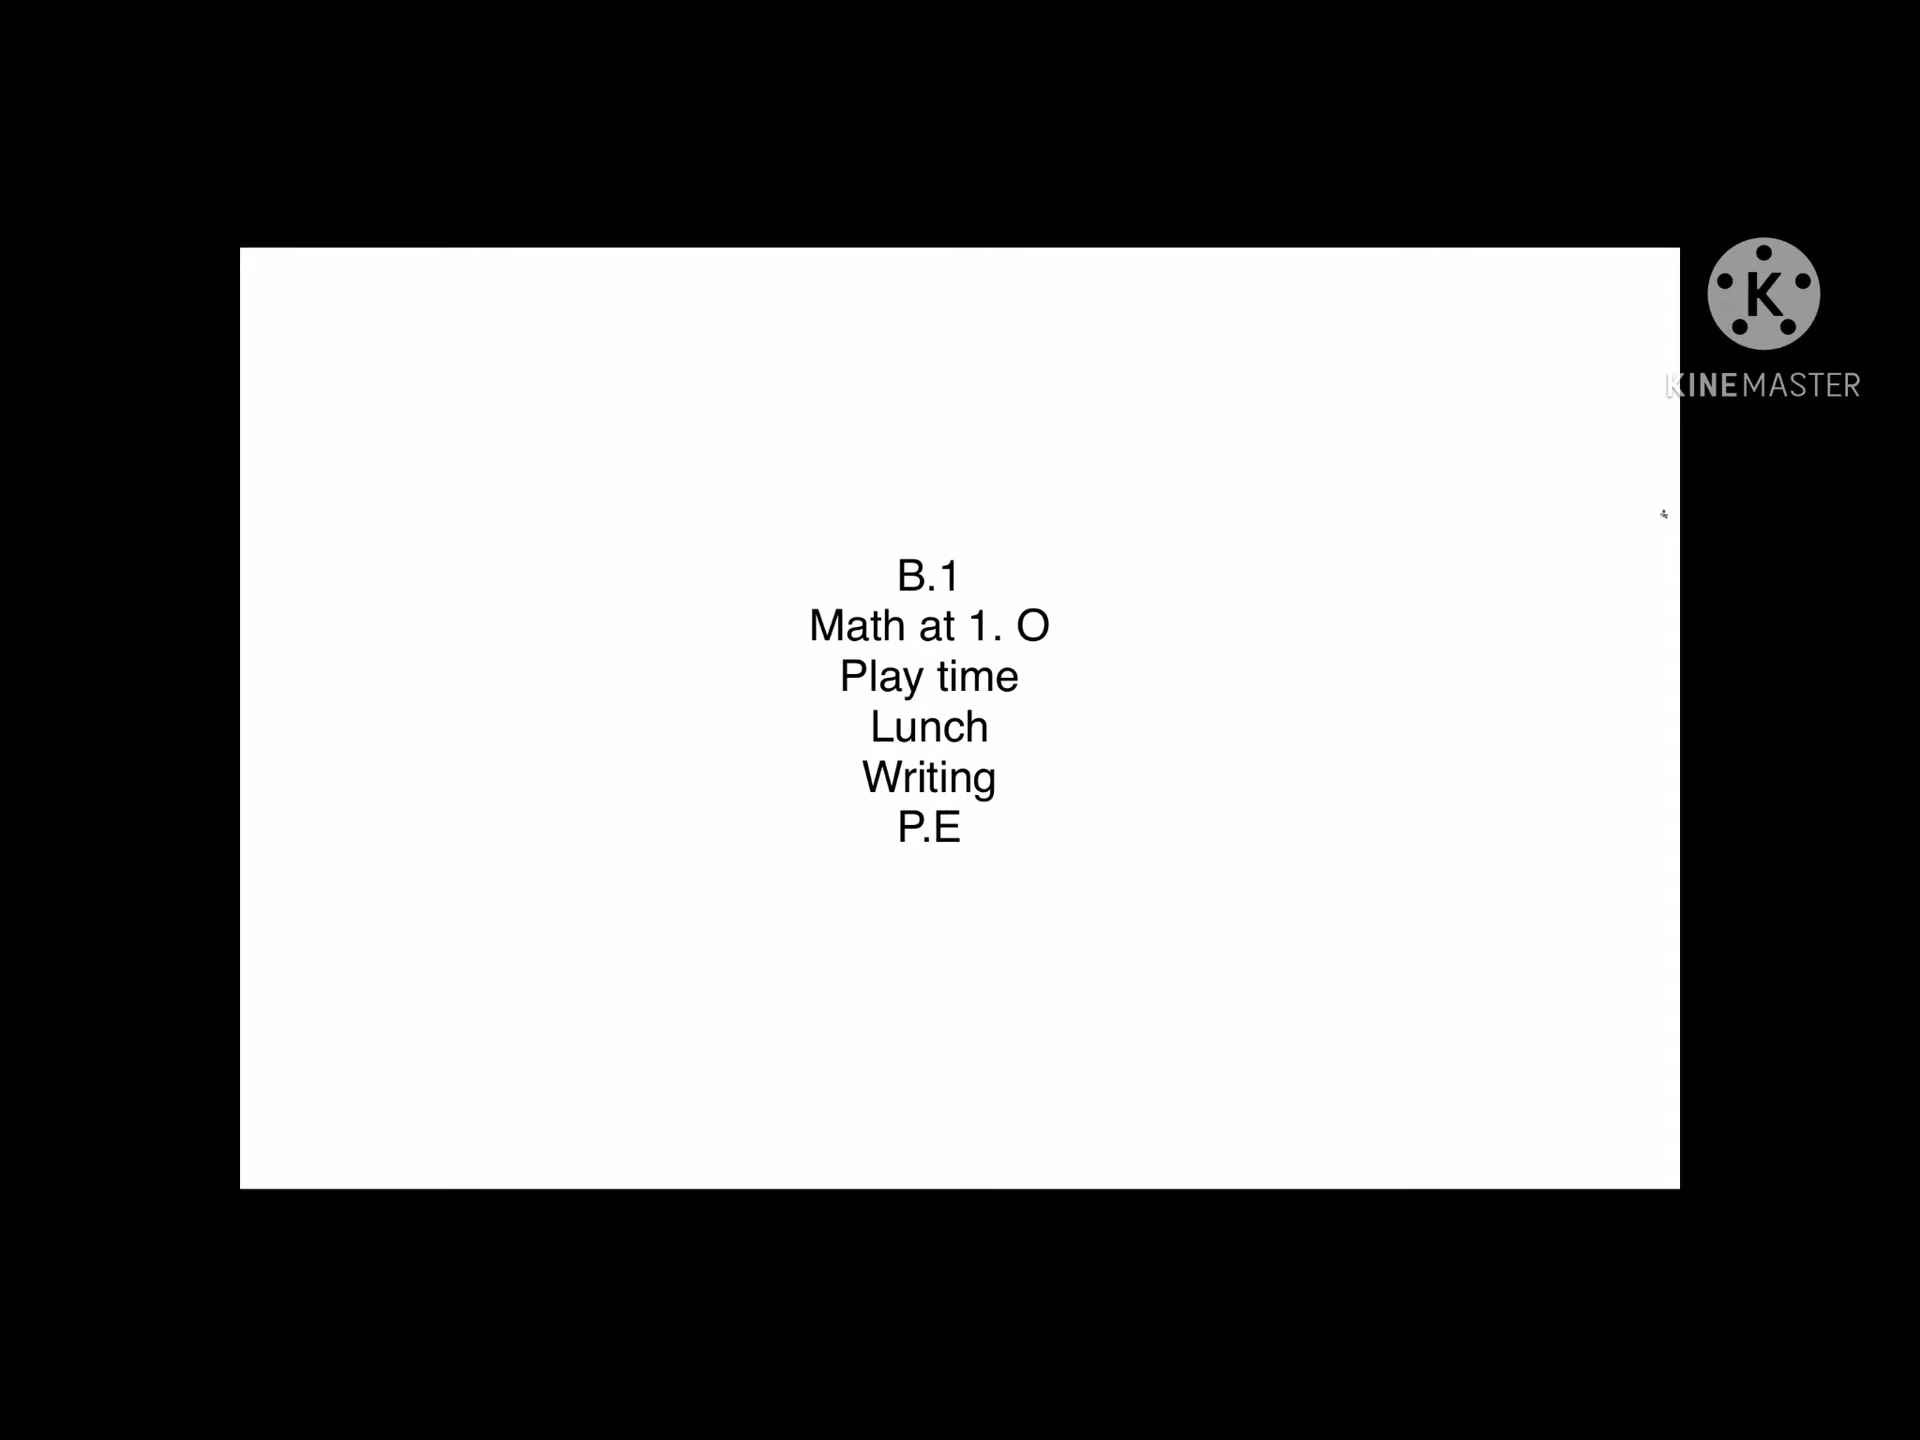 K
KINEMASTER
B.1
Math at 1. O
Play time
Lunch
Writing
P.E